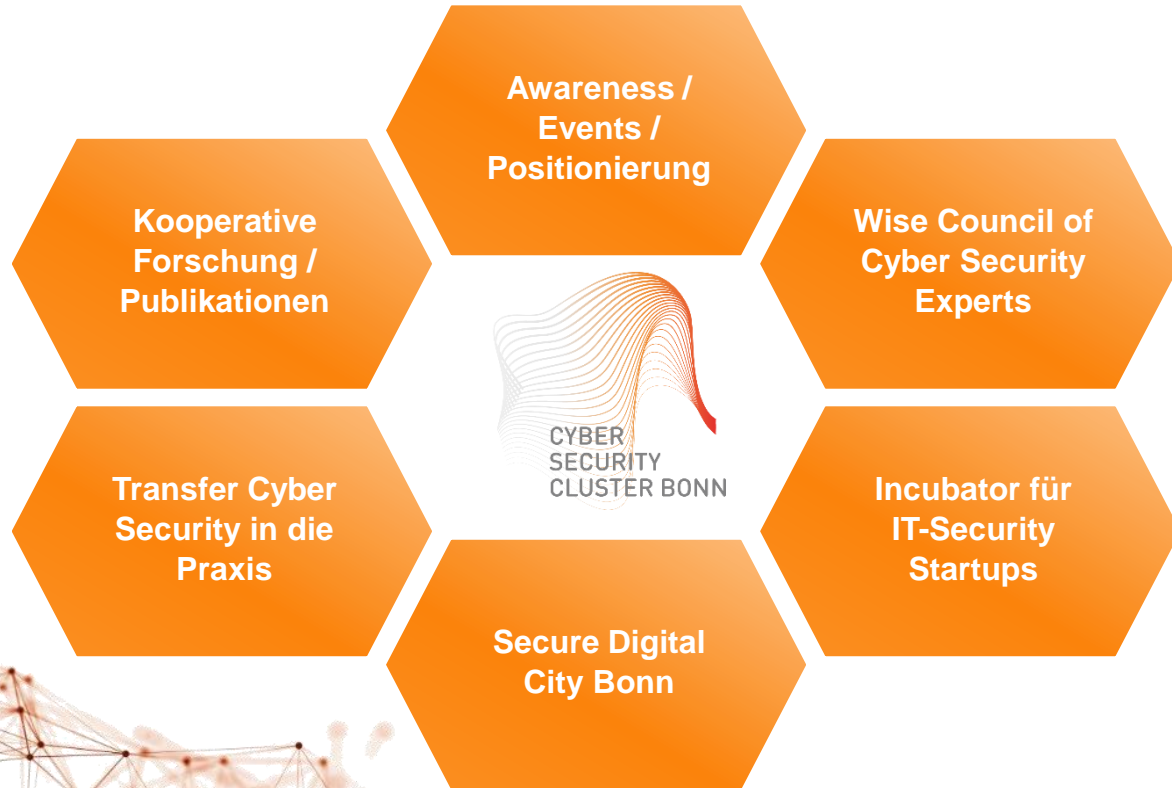 Awareness /
Events /
Positionierung
Kooperative
Forschung /
Publikationen
Wise Council of
Cyber Security
Experts
CYBER
SECURITY
CLUSTER BONN
Transfer Cyber
Security in die
Praxis
Incubator für
IT-Security
Startups
Secure Digital
City Bonn